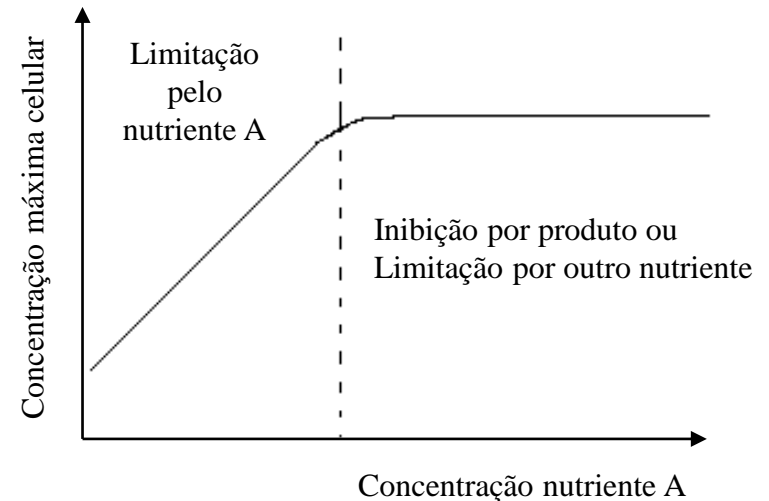 Concentração máxima celular
Limitação
pelo
nutriente A
Inibição por produto ou
Limitação por outro nutriente
Concentração nutriente A